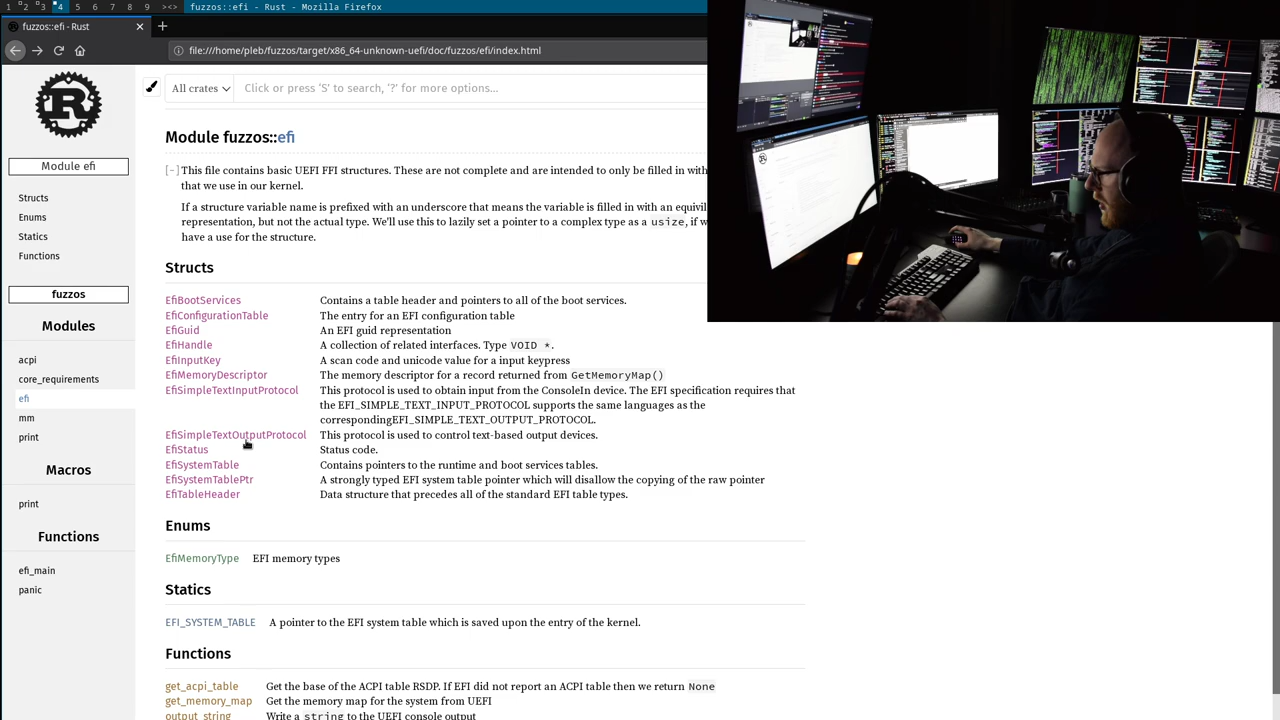 1 2 3 4 5 6 7 8 9 ><> fuzzos::efi - Rust - Mozilla Firefox
fuzzos::efi - Rust
All crates
Click or press ‘S’ to search, ‘?’ for more options…
Module efi
Structs
Enums
Statics
Functions
fuzzos
Modules
acpi
core_requirements
efi
mm
print
Macros
print
Functions
efi_main
panic
Module fuzzos::efi
[-] This file contains basic UEFI FFI structures. These are not complete and are intended to only be filled in with
that we use in our kernel.
If a structure variable name is prefixed with an underscore that means the variable is filled in with an
representation, but not the actual type. We'll use this to lazily set a pointer to a complex type as a usize, if
have a use for the structure.
Structs
EfiBootServices Contains a table header and pointers to all of the boot services.
EfiConfigurationTable The entry for an EFI configuration table
EfiGuid An EFI guid representation
EfiHandle A collection of related interfaces. Type VOID *.
EfiInputKey A scan code and unicode value for a input keypress
EfiMemoryDescriptor The memory descriptor for a record returned from GetMemoryMap()
EfiSimpleTextInputProtocol This protocol is used to obtain input from the ConsoleIn device. The EFI specification requires that
the EFI_SIMPLE_TEXT_INPUT_PROTOCOL supports the same languages as the
correspondingEFI_SIMPLE_TEXT_OUTPUT_PROTOCOL.
EfiSimpleTextOutputProtocol This protocol is used to control text-based output devices.
EfiStatus Status code.
EfiSystemTable Contains pointers to the runtime and boot services tables.
EfiSystemTablePtr A strongly typed EFI system table pointer which will disallow the copying of the raw pointer
EfiTableHeader Data structure that precedes all of the standard EFI table types.
Enums
EfiMemoryType EFI memory types
Statics
EFI_SYSTEM_TABLE A pointer to the EFI system table which is saved upon the entry of the kernel.
Functions
get_acpi_table Get the base of the ACPI table RSDP. If EFI did not report an ACPI table then we return None
get_memory_map Get the memory map for the system from UEFI
output_string Write a string to the UEFI console output